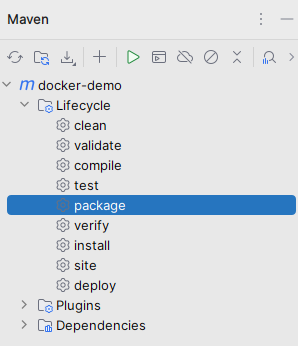 Maven
m docker-demo
Lifecycle
clean
validate
compile
test
package
verify
install
site
deploy
Plugins
Dependencies